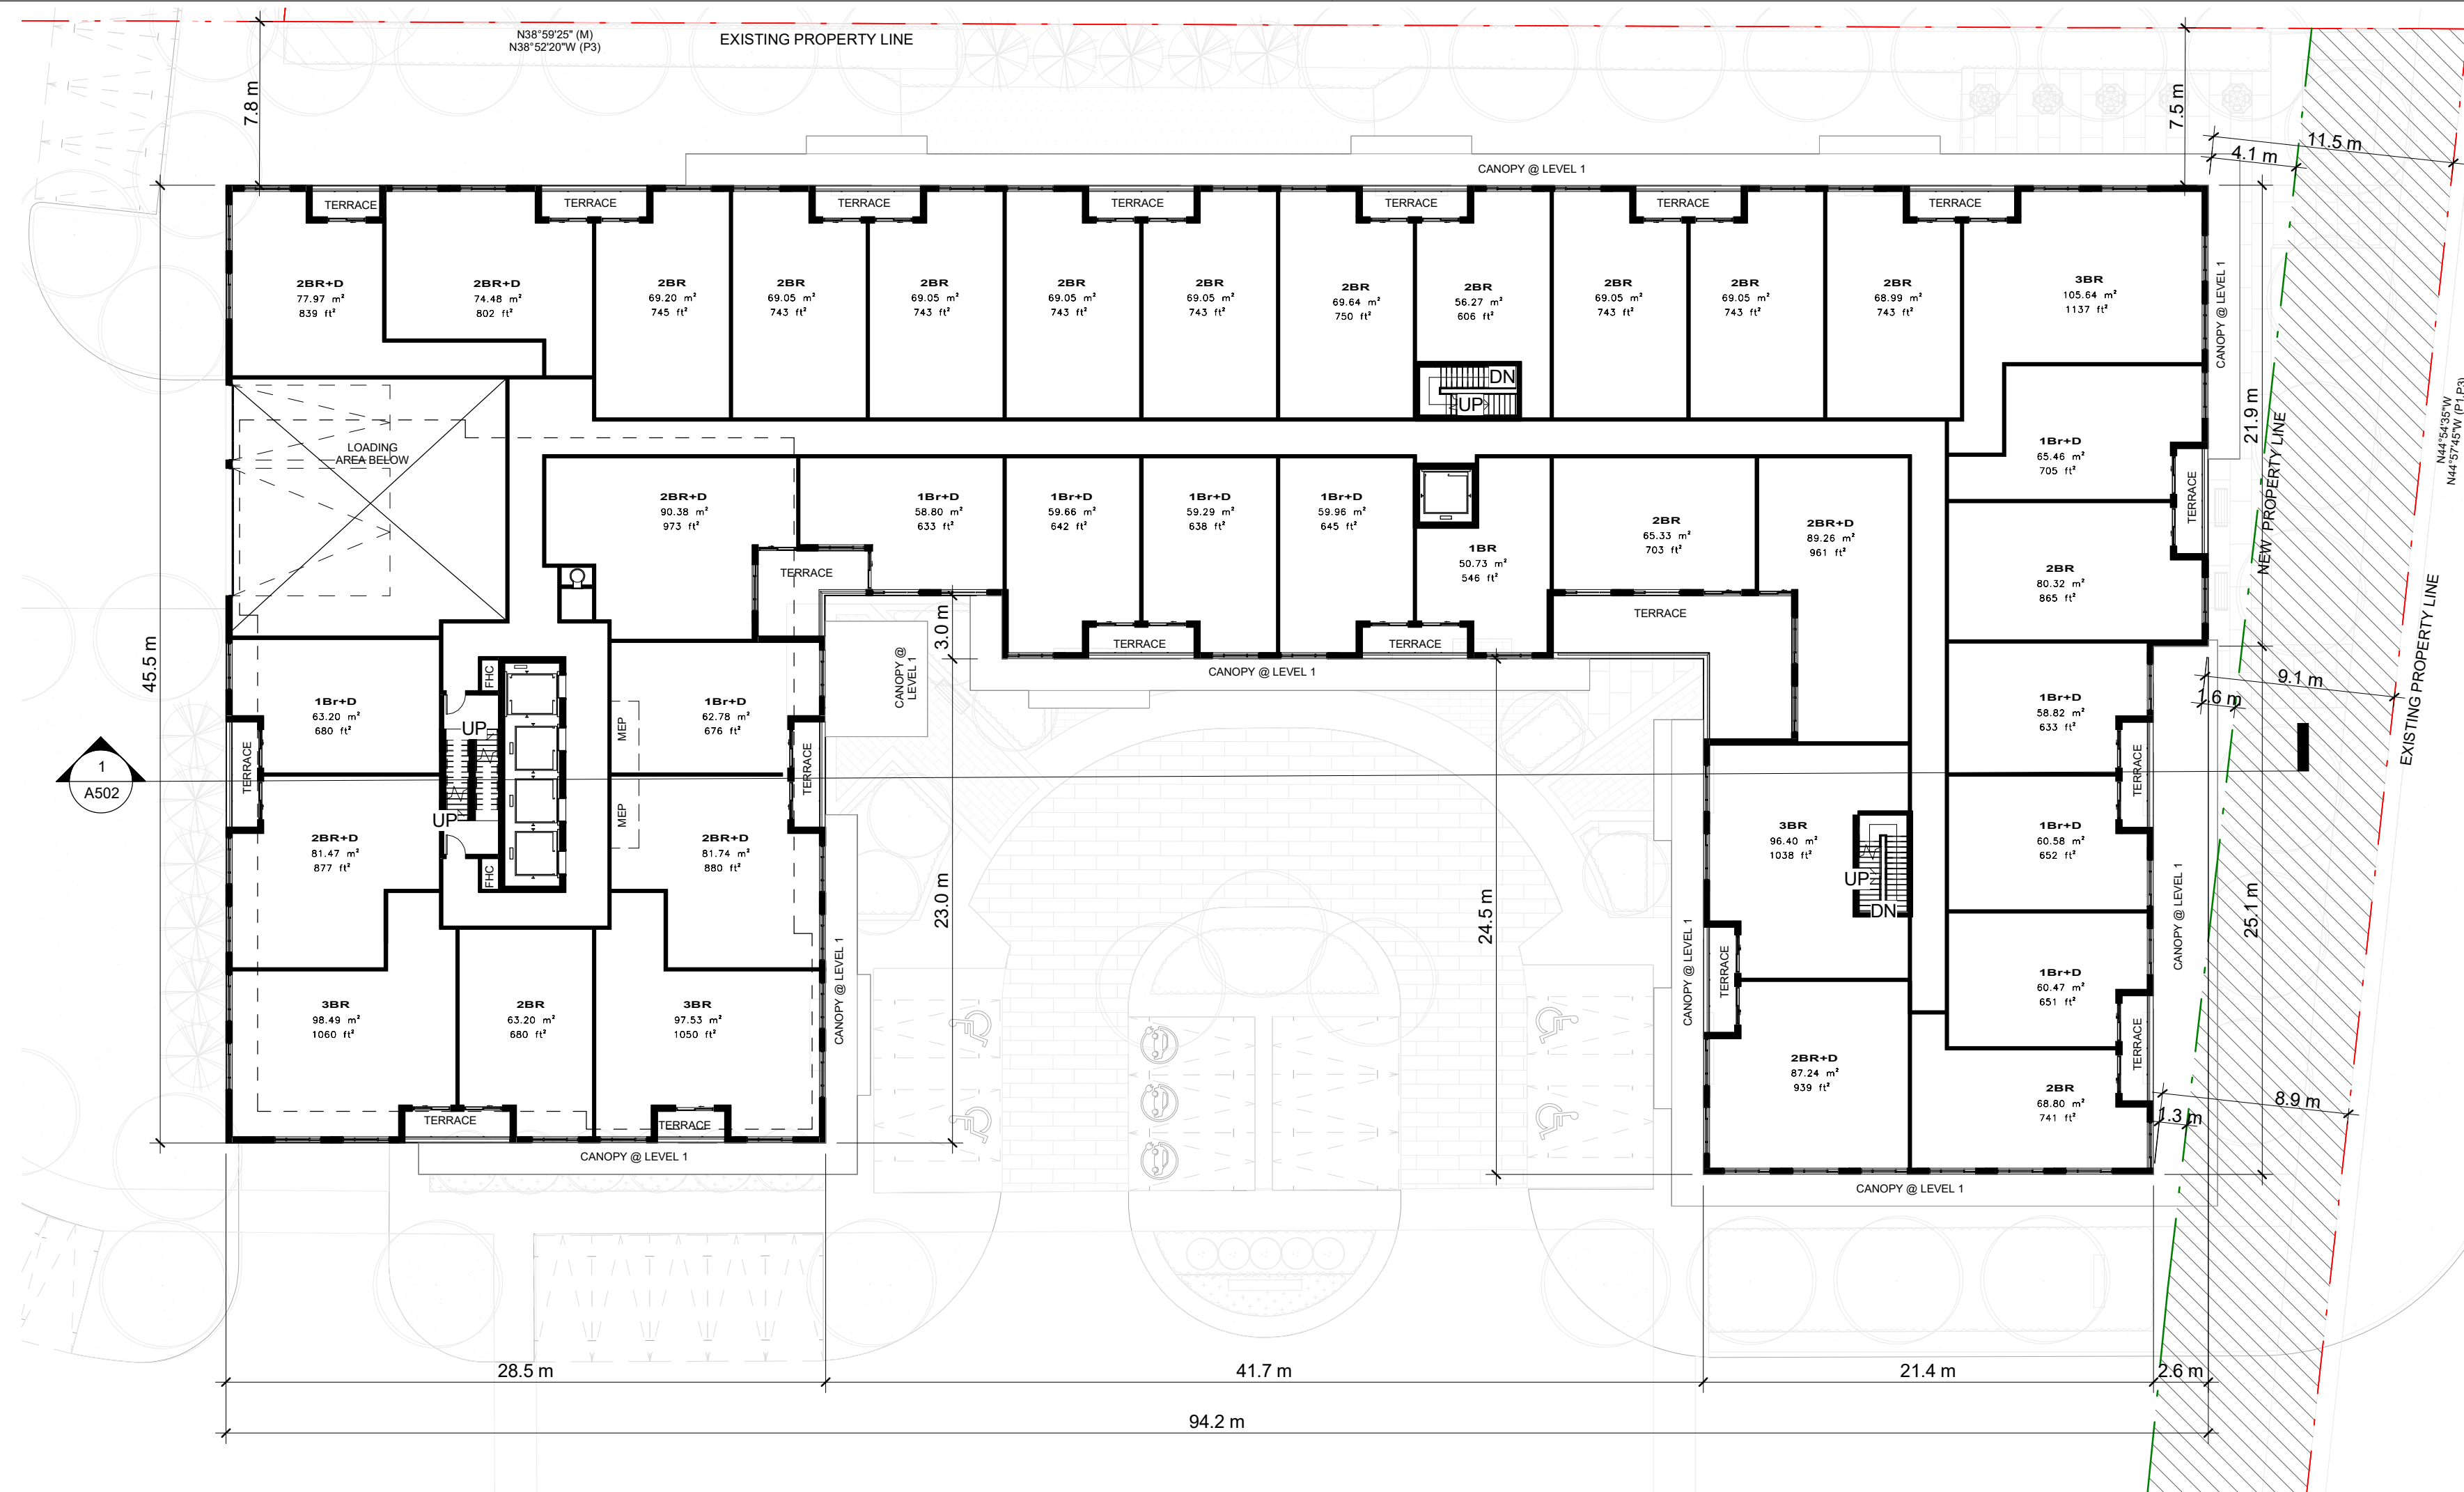 N38°59'25" (M)
N38°52'20"W (P3)
EXISTING PROPERTY LINE
7.8 m
7.5 m
11.5 m
4.1 m
CANOPY @ LEVEL 1
TERRACE
TERRACE
TERRACE
TERRACE
TERRACE
TERRACE
TERRACE
2BR+D
77.97 m²
839 ft²
2BR+D
74.48 m²
802 ft²
2BR
69.20 m²
745 ft²
2BR
69.05 m²
743 ft²
2BR
69.05 m²
743 ft²
2BR
69.05 m²
743 ft²
2BR
69.05 m²
743 ft²
2BR
69.64 m²
750 ft²
2BR
56.27 m²
606 ft²
2BR
69.05 m²
743 ft²
2BR
69.05 m²
743 ft²
2BR
68.99 m²
743 ft²
3BR
105.64 m²
1137 ft²
CANOPY @ LEVEL 1
DN
UP
21.9 m
NEW PROPERTY LINE
N44°54'35"W
N44°57'45"W (P1,P3)
EXISTING PROPERTY LINE
LOADING
AREA BELOW
1Br+D
65.46 m²
705 ft²
TERRACE
2BR+D
90.38 m²
973 ft²
1Br+D
58.80 m²
633 ft²
1Br+D
59.66 m²
642 ft²
1Br+D
59.29 m²
638 ft²
1Br+D
59.96 m²
645 ft²
1BR
50.73 m²
546 ft²
2BR
65.33 m²
703 ft²
2BR+D
89.26 m²
961 ft²
2BR
80.32 m²
865 ft²
TERRACE
TERRACE
TERRACE
TERRACE
3.0 m
CANOPY @
LEVEL 1
CANOPY @ LEVEL 1
45.5 m
1Br+D
63.20 m²
680 ft²
FHC
UP
MEP
1Br+D
62.78 m²
676 ft²
1Br+D
58.82 m²
633 ft²
9.1 m
1.6 m
1
A502
TERRACE
TERRACE
TERRACE
UP
MEP
FHC
2BR+D
81.47 m²
877 ft²
2BR+D
81.74 m²
880 ft²
3BR
96.40 m²
1038 ft²
UP
DN
1Br+D
60.58 m²
652 ft²
23.0 m
24.5 m
25.1 m
CANOPY @ LEVEL 1
CANOPY @ LEVEL 1
CANOPY @ LEVEL 1
TERRACE
3BR
98.49 m²
1060 ft²
2BR
63.20 m²
680 ft²
3BR
97.53 m²
1050 ft²
1Br+D
60.47 m²
651 ft²
TERRACE
2BR+D
87.24 m²
939 ft²
2BR
68.80 m²
741 ft²
8.9 m
1.3 m
TERRACE
TERRACE
CANOPY @ LEVEL 1
CANOPY @ LEVEL 1
28.5 m
41.7 m
21.4 m
2.6 m
94.2 m